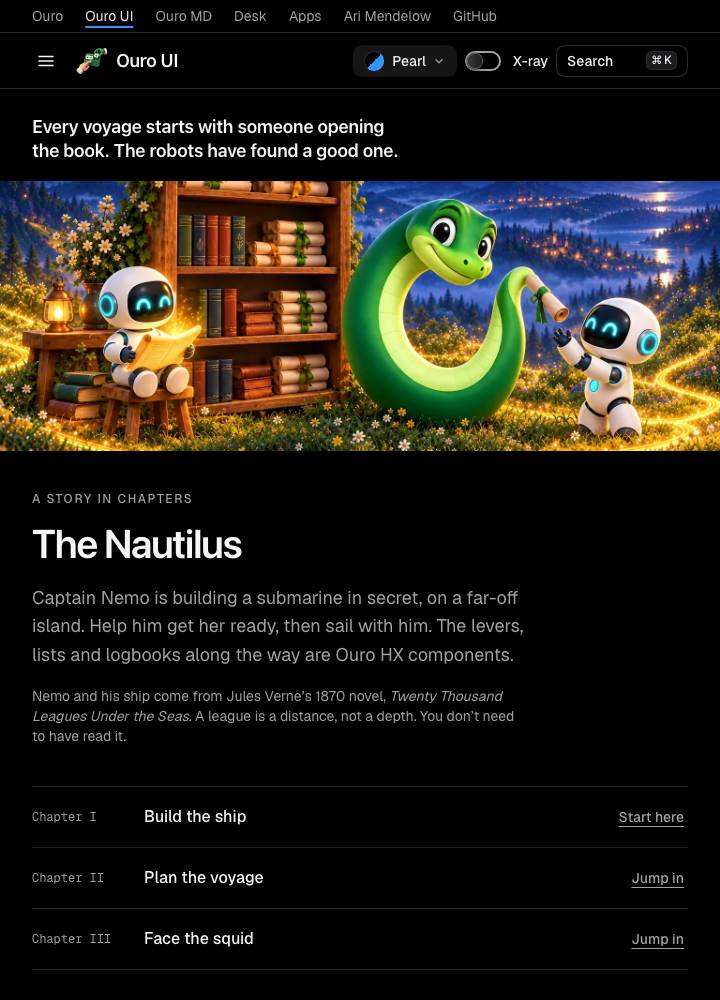 Ouro Ouro UI Ouro MD Desk Apps Ari Mendelow GitHub
Ouro UI Pearl X-ray Search ⌘ K
Every voyage starts with someone opening
the book. The robots have found a good one.
A STORY IN CHAPTERS
The Nautilus
Captain Nemo is building a submarine in secret, on a far-off
island. Help him get her ready, then sail with him. The levers,
lists and logbooks along the way are Ouro HX components.
Nemo and his ship come from Jules Verne’s 1870 novel, Twenty Thousand
Leagues Under the Seas. A league is a distance, not a depth. You don’t need
to have read it.
Chapter I Build the ship Start here
Chapter II Plan the voyage Jump in
Chapter III Face the squid Jump in